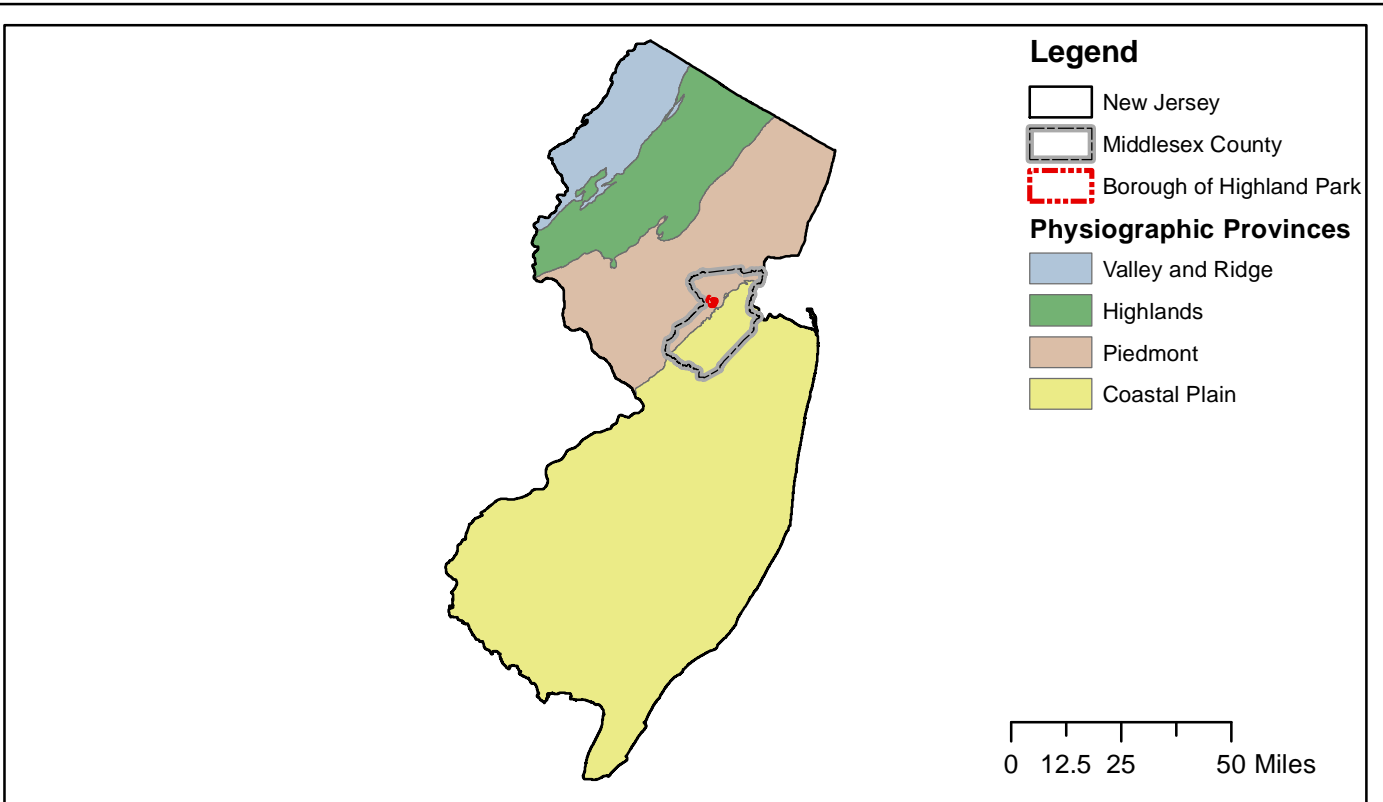 Legend
New Jersey
Middlesex County
Borough of Highland Park
Physiographic Provinces
Valley and Ridge
Highlands
Piedmont
Coastal Plain
0 12.5 25 50 Miles